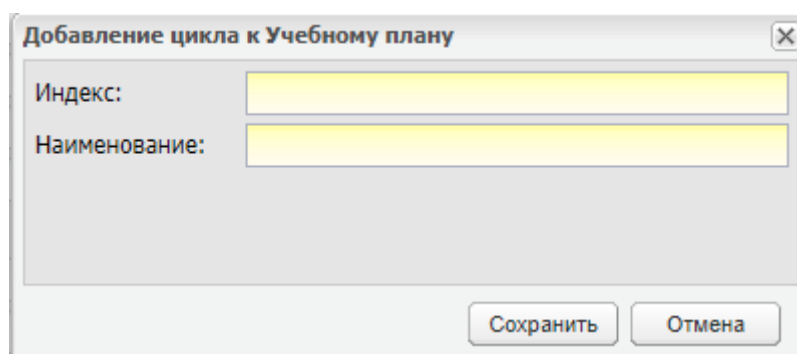 Добавление цикла к Учебному плану
Индекс:
Наименование:
Сохранить Отмена